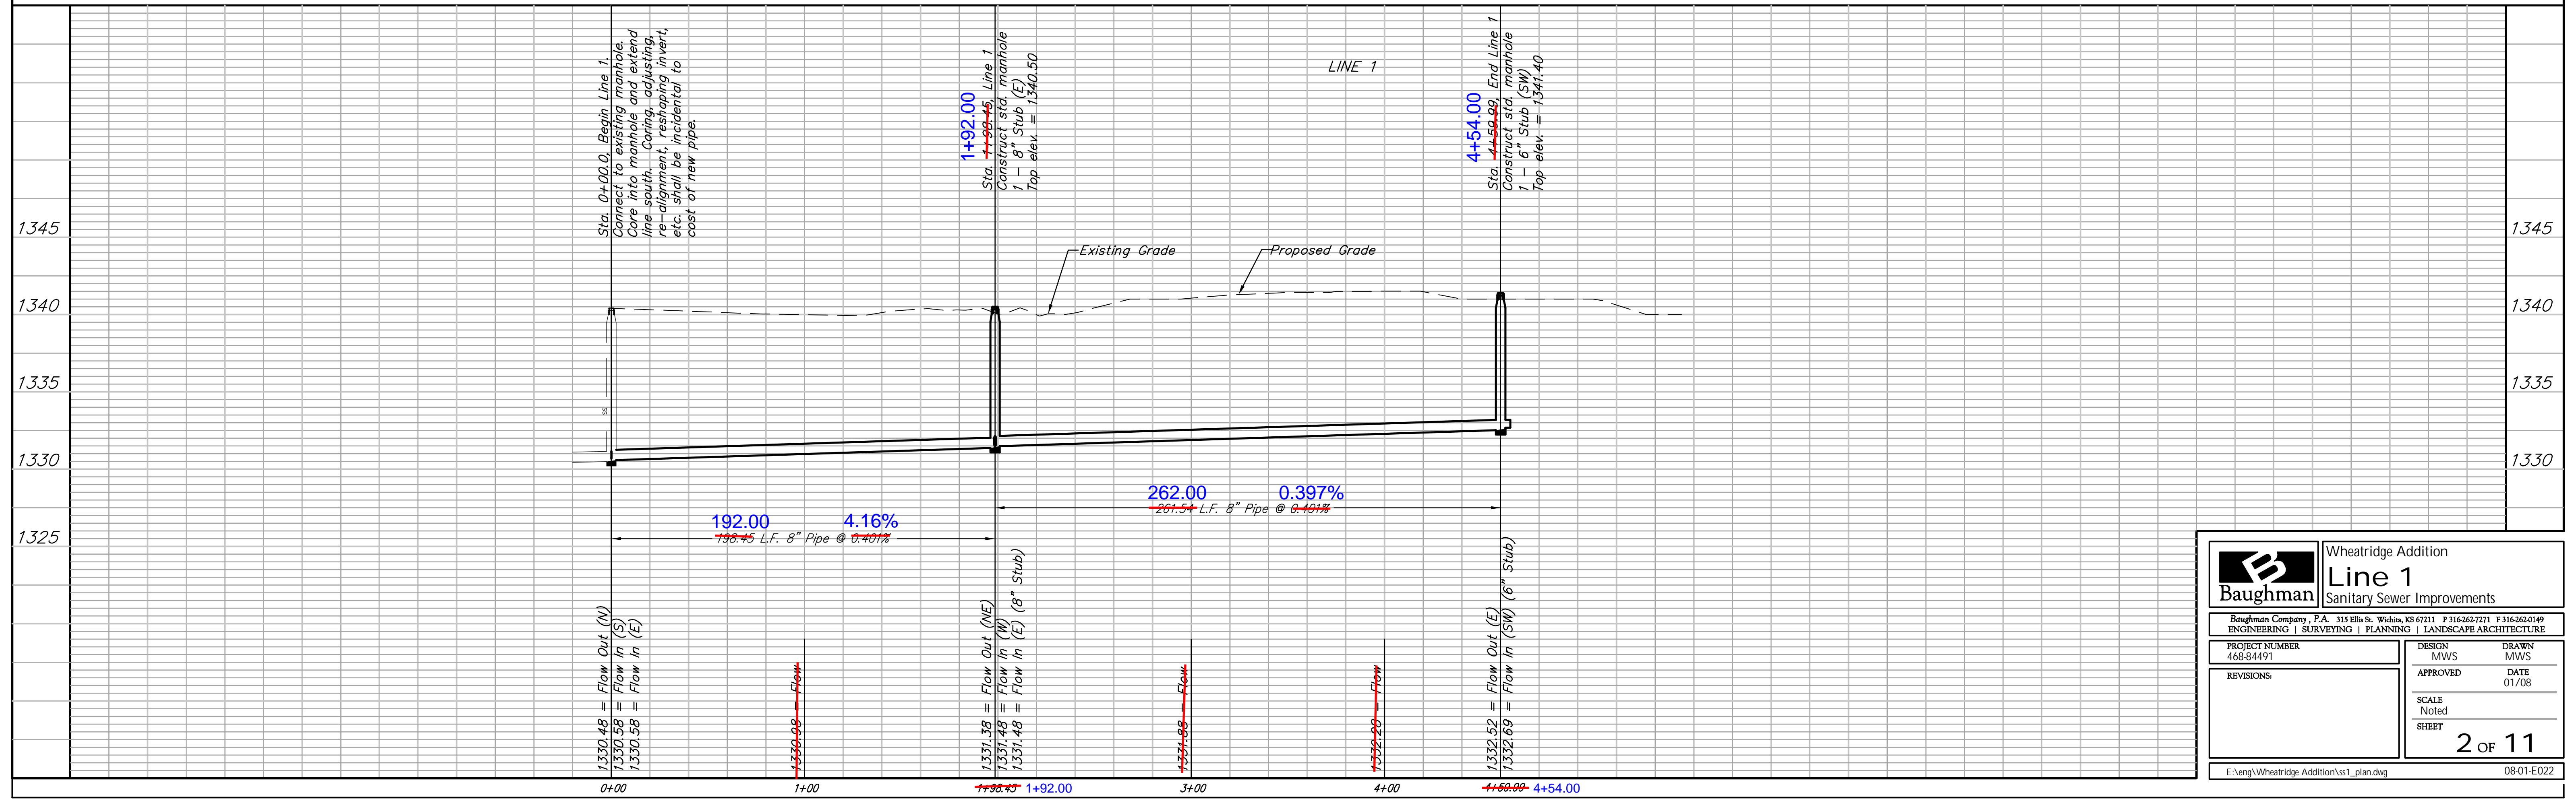 Sta. 0+00.0, Begin Line 1.
Connect to existing manhole.
Core into manhole and extend
line south. Coring, adjusting,
re-alignment, reshaping invert,
etc. shall be incidental to
cost of new pipe.
1+92.00
Sta. 1+98.45, Line 1
Construct std. manhole
1 - 8" Stub (E)
Top elev. = 1340.50
LINE 1
4+54.00
Sta. 4+59.99, End Line 1
Construct std. manhole
1 - 6" Stub (SW)
Top elev. = 1341.40
1345
1345
Existing Grade
Proposed Grade
1340
1340
1335
1335
SS
1330
1330
262.00 0.397%
261.54 L.F. 8" Pipe @ 0.401%
192.00 4.16%
198.45 L.F. 8" Pipe @ 0.401%
1325
1330.48 = Flow Out (N)
1330.58 = Flow In (S)
1330.58 = Flow In (E)
1330.98 = Flow
1331.38 = Flow Out (NE)
1331.48 = Flow In (W)
1331.48 = Flow In (E) (8" Stub)
1331.88 = Flow
1332.28 = Flow
1332.52 = Flow Out (E)
1332.69 = Flow In (SW) (6" Stub)
0+00
1+00
1+98.45 1+92.00
3+00
4+00
4+59.99 4+54.00
Baughman
Wheatridge Addition
Line 1
Sanitary Sewer Improvements
Baughman Company, P.A. 315 Ellis St. Wichita, KS 67211 P 316-262-7271 F 316-262-0149
ENGINEERING | SURVEYING | PLANNING | LANDSCAPE ARCHITECTURE
PROJECT NUMBER
468-84491
REVISIONS:
DESIGN
MWS
DRAWN
MWS
APPROVED
DATE
01/08
SCALE
Noted
SHEET
2 OF 11
E:\eng\Wheatridge Addition\ss1_plan.dwg
08-01-E022